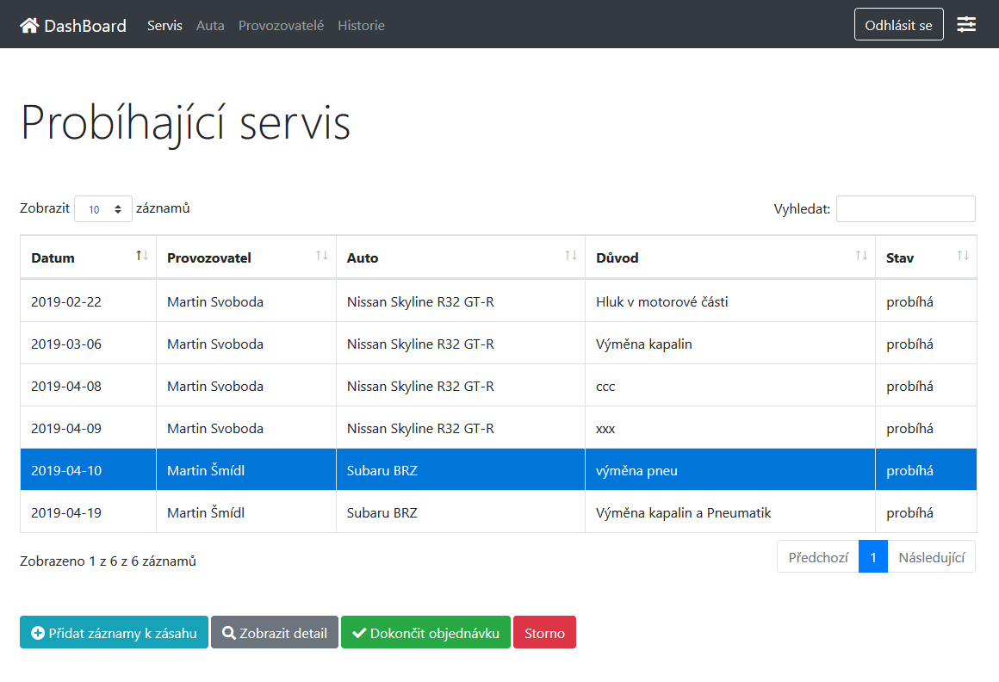 DashBoard Servis Auta Provozovatelé Historie Odhlásit se
Probíhající servis
Zobrazit 10 záznamů Vyhledat:
Datum Provozovatel Auto Důvod Stav
2019-02-22 Martin Svoboda Nissan Skyline R32 GT-R Hluk v motorové části probíhá
2019-03-06 Martin Svoboda Nissan Skyline R32 GT-R Výměna kapalin probíhá
2019-04-08 Martin Svoboda Nissan Skyline R32 GT-R ccc probíhá
2019-04-09 Martin Svoboda Nissan Skyline R32 GT-R xxx probíhá
2019-04-10 Martin Šmídl Subaru BRZ výměna pneu probíhá
2019-04-19 Martin Šmídl Subaru BRZ Výměna kapalin a Pneumatik probíhá
Zobrazeno 1 z 6 z 6 záznamů Předchozí 1 Následující
Přidat záznamy k zásahu Zobrazit detail Dokončit objednávku Storno